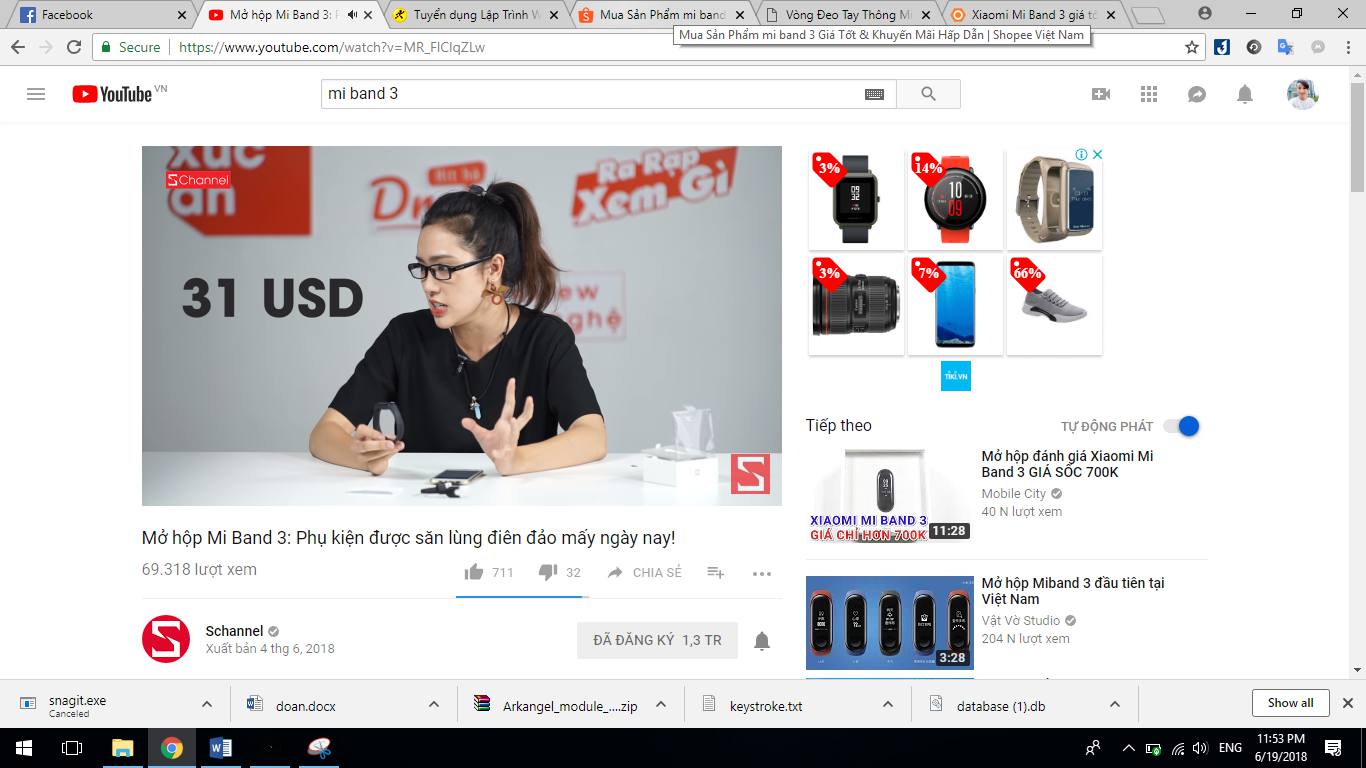 Facebook
Mở hộp Mi Band 3: P
Tuyển dụng Lập Trình W
Mua Sản Phẩm mi band
Vòng Đeo Tay Thông M
Xiaomi Mi Band 3 giá tố
Mua Sản Phẩm mi band 3 Giá Tốt & Khuyến Mãi Hấp Dẫn | Shopee Việt Nam
Secure
https://www.youtube.com/watch?v=MR_FlCIqZLw
YouTube VN
mi band 3
xúc
an
SChannel
Hít hà
Ra Rạp
Xem Gì
31 USD
S
3%
14%
10
09
3%
7%
66%
TIKI.VN
Tiếp theo
TỰ ĐỘNG PHÁT
XIAOMI MI BAND 3
GIÁ CHỈ HƠN 700K
11:28
Mở hộp đánh giá Xiaomi Mi
Band 3 GIÁ SỐC 700K
Mobile City
40 N lượt xem
3:28
Mở hộp Miband 3 đầu tiên tại
Việt Nam
Vật Vờ Studio
204 N lượt xem
Mở hộp Mi Band 3: Phụ kiện được săn lùng điên đảo mấy ngày nay!
69.318 lượt xem
711
32
CHIA SẺ
Schannel
Xuất bản 4 thg 6, 2018
ĐÃ ĐĂNG KÝ 1,3 TR
snagit.exe
Canceled
doan.docx
Arkangel_module_....zip
keystroke.txt
database (1).db
Show all
ENG
11:53 PM
6/19/2018